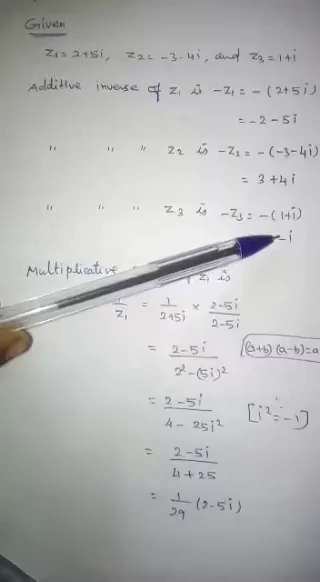 Given
Z1 = 2+5i, Z2 = -3-4i, and Z3 = 1+i
Additive inverse of Z1 is -Z1 = -(2+5i)
= -2-5i
" " " Z2 is -Z2 = -(-3-4i)
= 3+4i
" " " Z3 is -Z3 = -(1+i)
-i
Multiplicative of Z1 is
1/Z1 = 1/(2+5i) × (2-5i)/(2-5i)
= (2-5i)/(2²-(5i)²) (a+b)(a-b)=a
= (2-5i)/(4-25i²) [∵ i²=-1]
= (2-5i)/(4+25)
= 1/29 (2-5i)